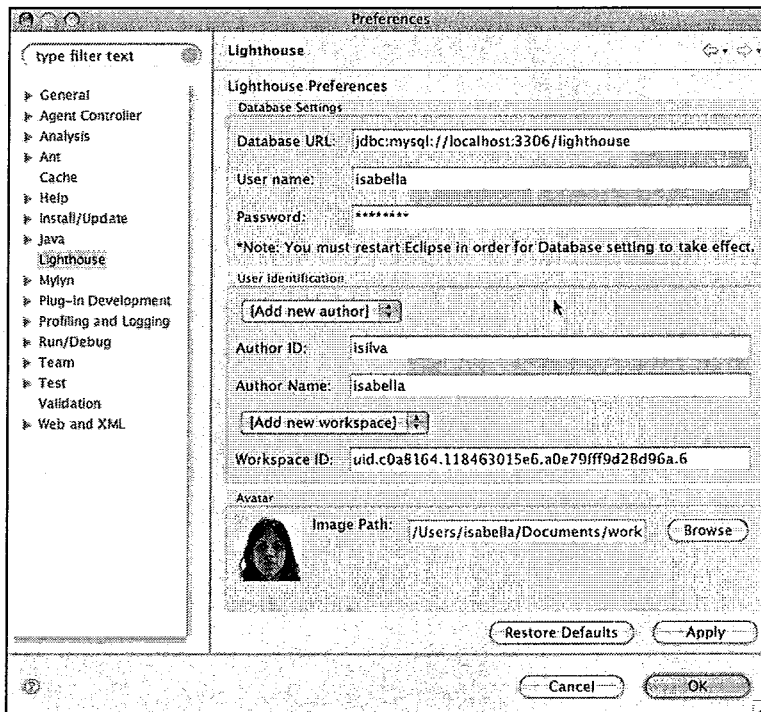 Preferences
type filter text
General
Agent Controller
Analysis
Ant
Cache
Help
Install/Update
Java
Lighthouse
Mylyn
Plug-in Development
Profiling and Logging
Run/Debug
Team
Test
Validation
Web and XML
Lighthouse
Lighthouse Preferences
Database Settings
Database URL: jdbc:mysql://localhost:3306/lighthouse
User name: isabella
Password: ********
*Note: You must restart Eclipse in order for Database setting to take effect.
User Identification
[Add new author]
Author ID: isilva
Author Name: isabella
[Add new workspace]
Workspace ID: uid.c0a8164.118463015e6.a0e79fff9d28d96a.6
Avatar
Image Path: /Users/isabella/Documents/work Browse
Restore Defaults Apply
? Cancel OK